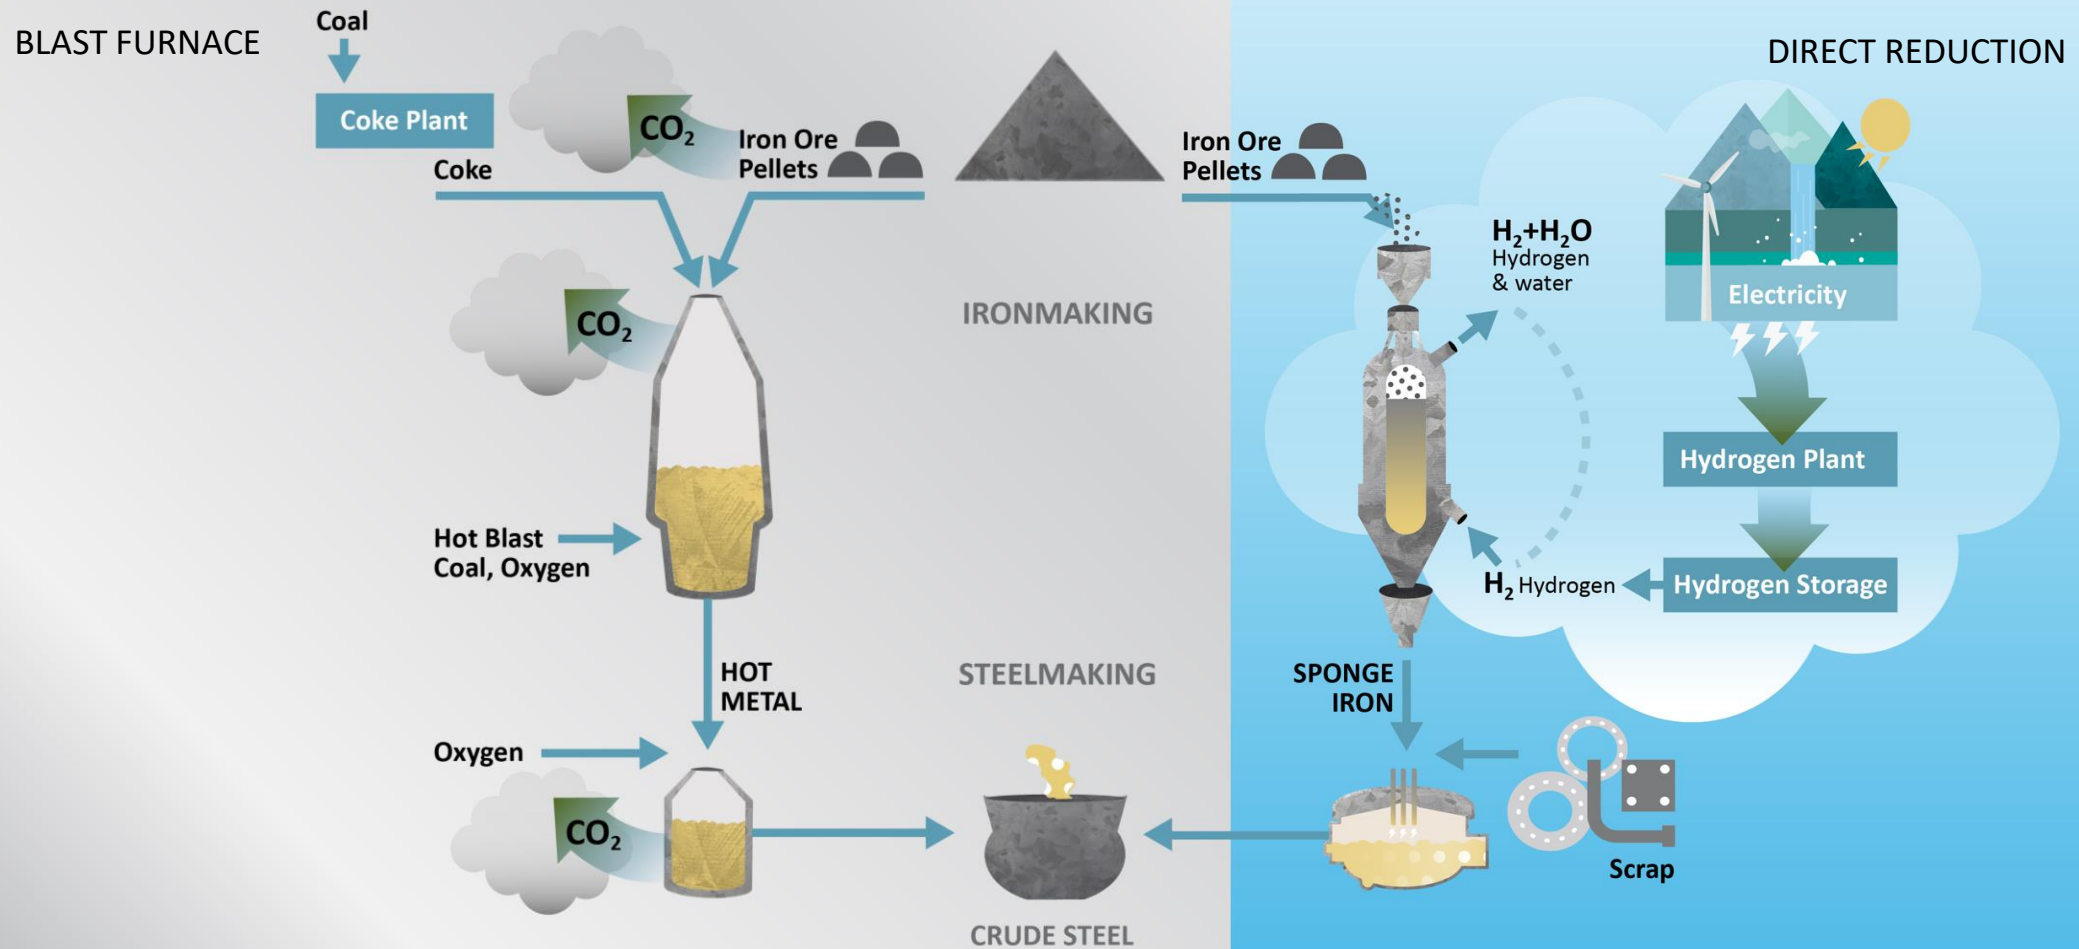 BLAST FURNACE
Coal
Coke Plant
Coke
CO₂
Iron Ore
Pellets
CO₂
Hot Blast
Coal, Oxygen
HOT
METAL
Oxygen
CO₂
IRONMAKING
STEELMAKING
CRUDE STEEL
DIRECT REDUCTION
Iron Ore
Pellets
H₂+H₂O
Hydrogen
& water
Electricity
Hydrogen Plant
Hydrogen Storage
H₂ Hydrogen
SPONGE
IRON
Scrap